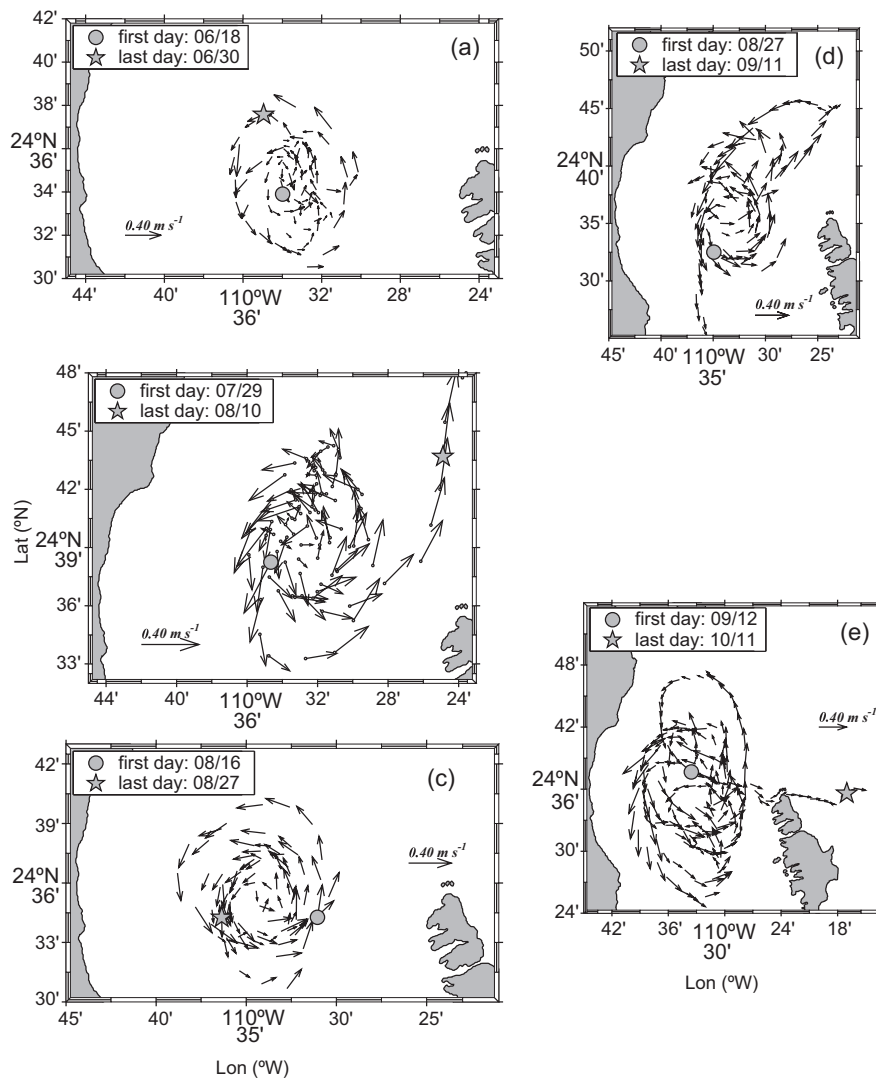 42'
first day: 06/18
last day: 06/30
(a)
40'
38'
24ºN
36'
34'
32'
30'
0.40 m s-1
44'
40'
110ºW
36'
32'
28'
24'
50'
first day: 08/27
last day: 09/11
(d)
45'
24ºN
40'
35'
30'
0.40 m s-1
45'
40'
110ºW
35'
30'
25'
48'
first day: 07/29
last day: 08/10
45'
42'
Lat (ºN)
24ºN
39'
36'
33'
0.40 m s-1
44'
40'
110ºW
36'
32'
28'
24'
first day: 09/12
last day: 10/11
(e)
48'
42'
24ºN
36'
30'
24'
0.40 m s-1
42'
36'
110ºW
30'
24'
18'
Lon (ºW)
42'
first day: 08/16
last day: 08/27
(c)
39'
24ºN
36'
33'
30'
0.40 m s-1
45'
40'
110ºW
35'
30'
25'
Lon (ºW)